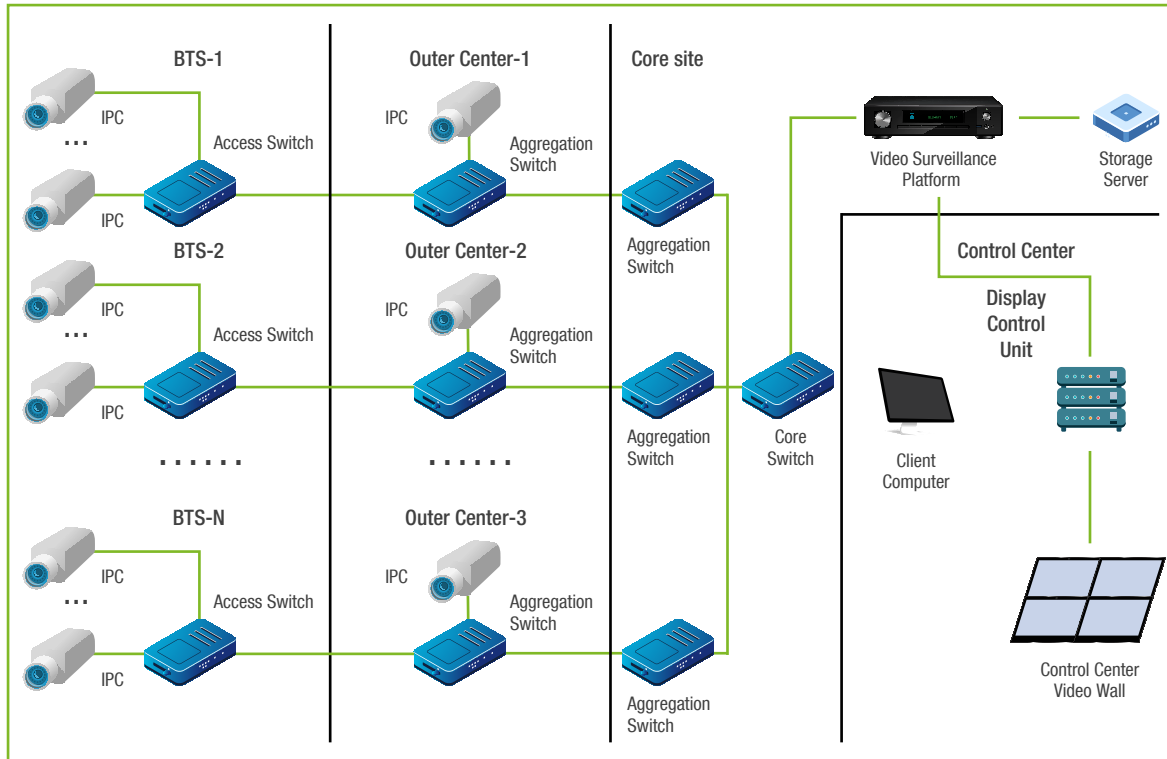 BTS-1
Outer Center-1
Core site
IPC
...
Access Switch
IPC
IPC
Aggregation
Switch
Aggregation
Switch
Video Surveillance
Platform
Storage
Server
BTS-2
Outer Center-2
IPC
...
Access Switch
IPC
IPC
Aggregation
Switch
Aggregation
Switch
Core
Switch
Control Center
Display
Control
Unit
Client
Computer
......
......
BTS-N
Outer Center-3
IPC
...
Access Switch
IPC
IPC
Aggregation
Switch
Aggregation
Switch
Control Center
Video Wall